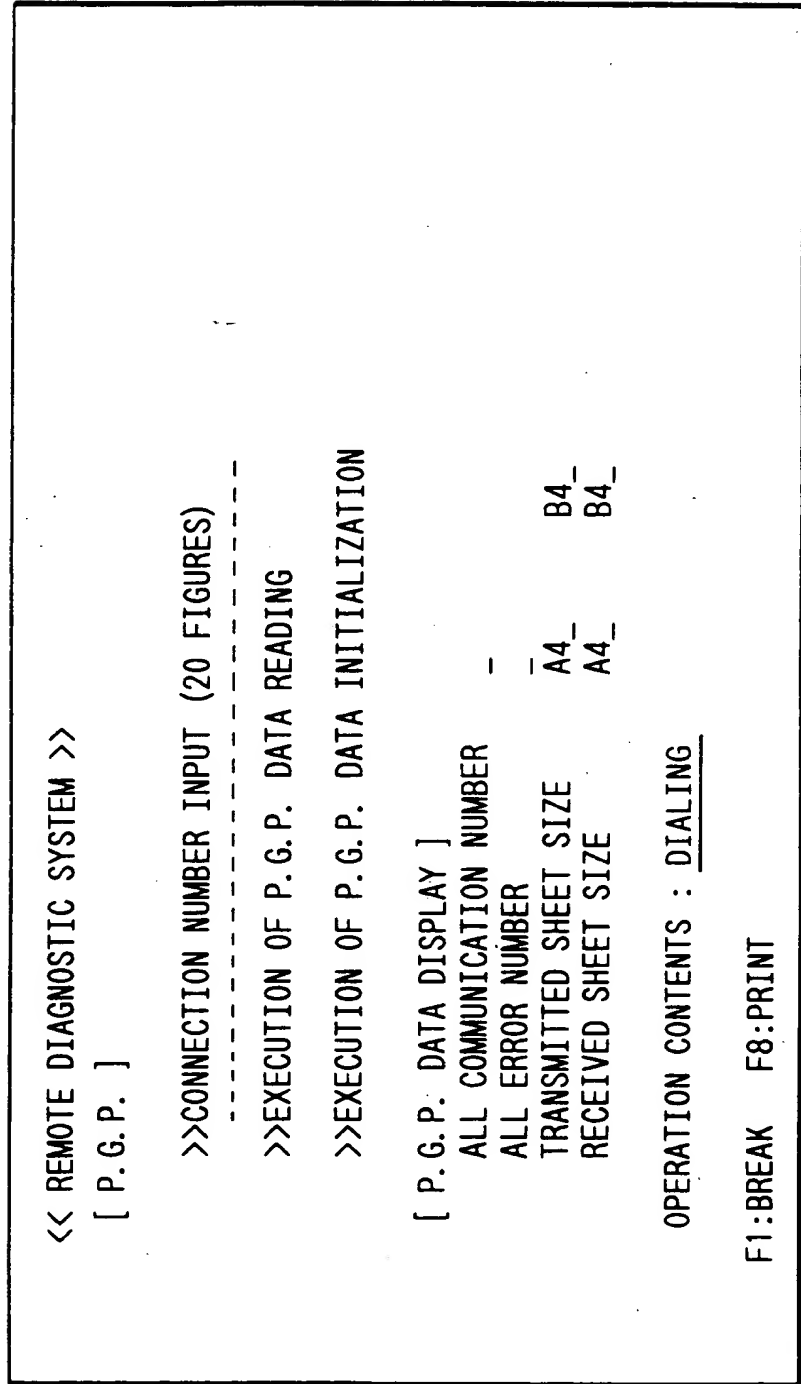 << REMOTE DIAGNOSTIC SYSTEM >>
[ P.G.P. ]
>>CONNECTION NUMBER INPUT (20 FIGURES)
--------------------
>>EXECUTION OF P.G.P. DATA READING
>>EXECUTION OF P.G.P. DATA INITIALIZATION
[ P.G.P. DATA DISPLAY ]
ALL COMMUNICATION NUMBER _
ALL ERROR NUMBER _
TRANSMITTED SHEET SIZE A4_ B4_
RECEIVED SHEET SIZE A4_ B4_
OPERATION CONTENTS : DIALING
F1:BREAK F8:PRINT